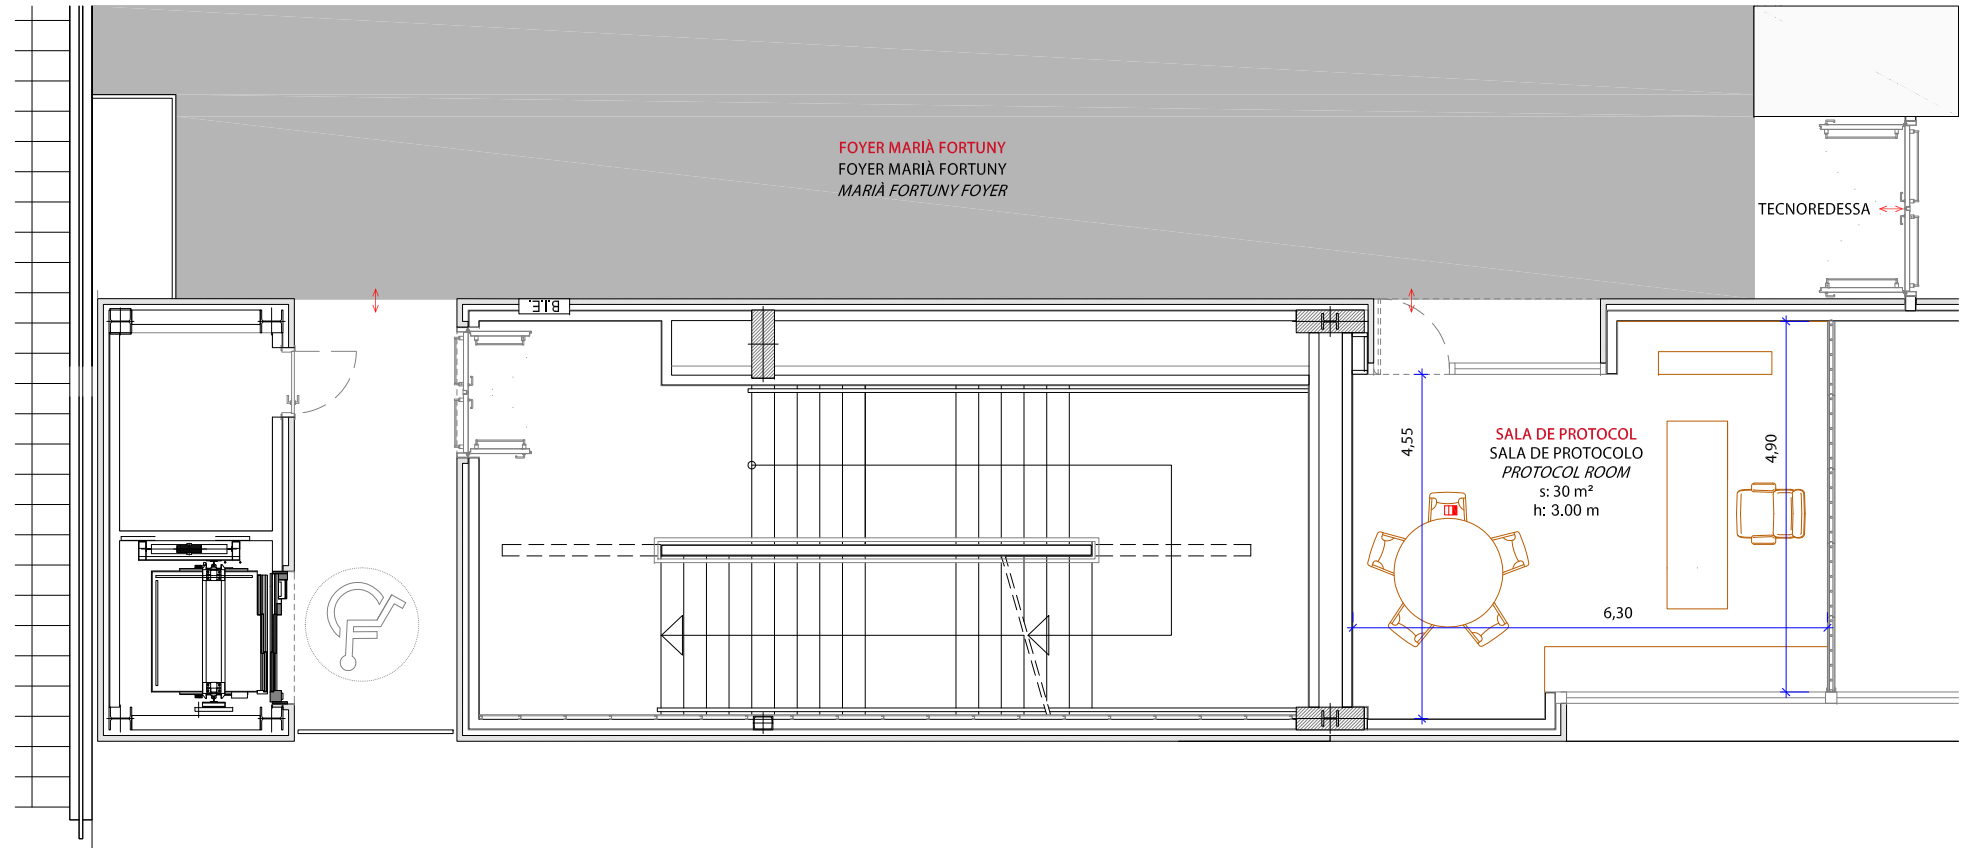 FOYER MARIÀ FORTUNY
FOYER MARIÀ FORTUNY
MARIÀ FORTUNY FOYER
TECNOREDESSA
B.I.E.
SALA DE PROTOCOL
SALA DE PROTOCOLO
PROTOCOL ROOM
s: 30 m²
h: 3.00 m
4,55
4,90
6,30